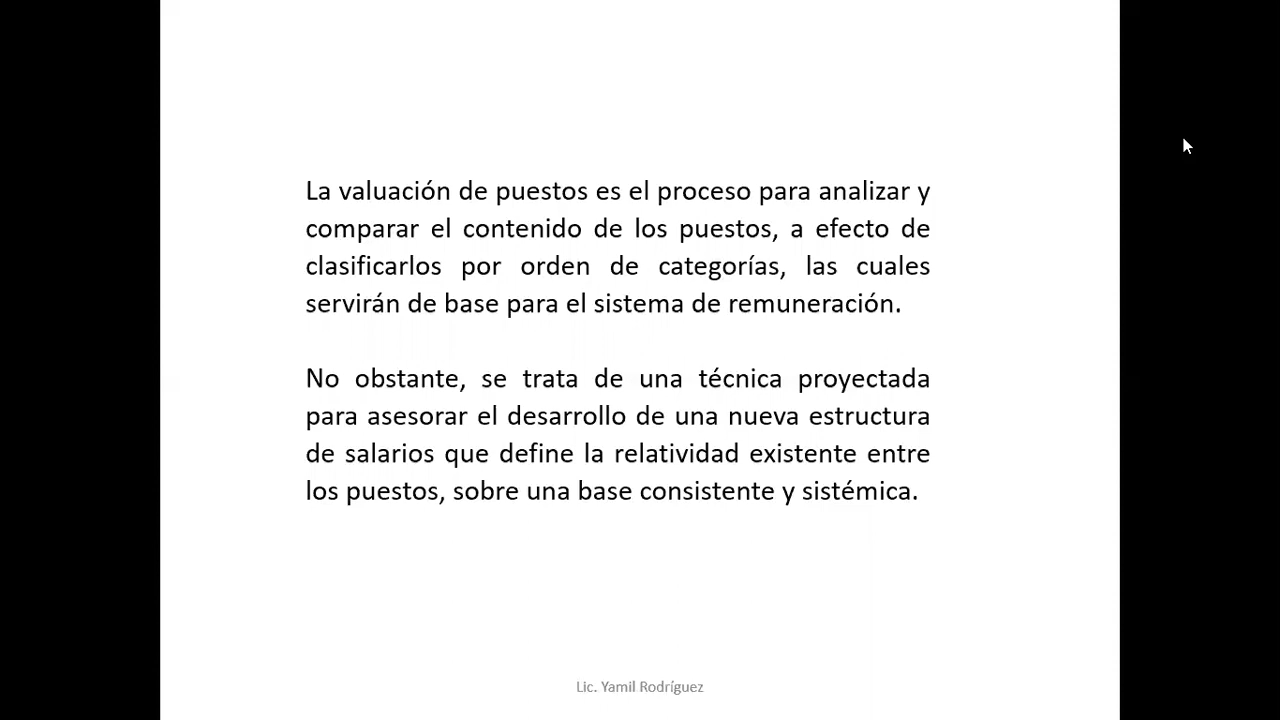 La valuación de puestos es el proceso para analizar y
comparar el contenido de los puestos, a efecto de
clasificarlos por orden de categorías, las cuales
servirán de base para el sistema de remuneración.
No obstante, se trata de una técnica proyectada
para asesorar el desarrollo de una nueva estructura
de salarios que define la relatividad existente entre
los puestos, sobre una base consistente y sistémica.
Lic. Yamil Rodríguez